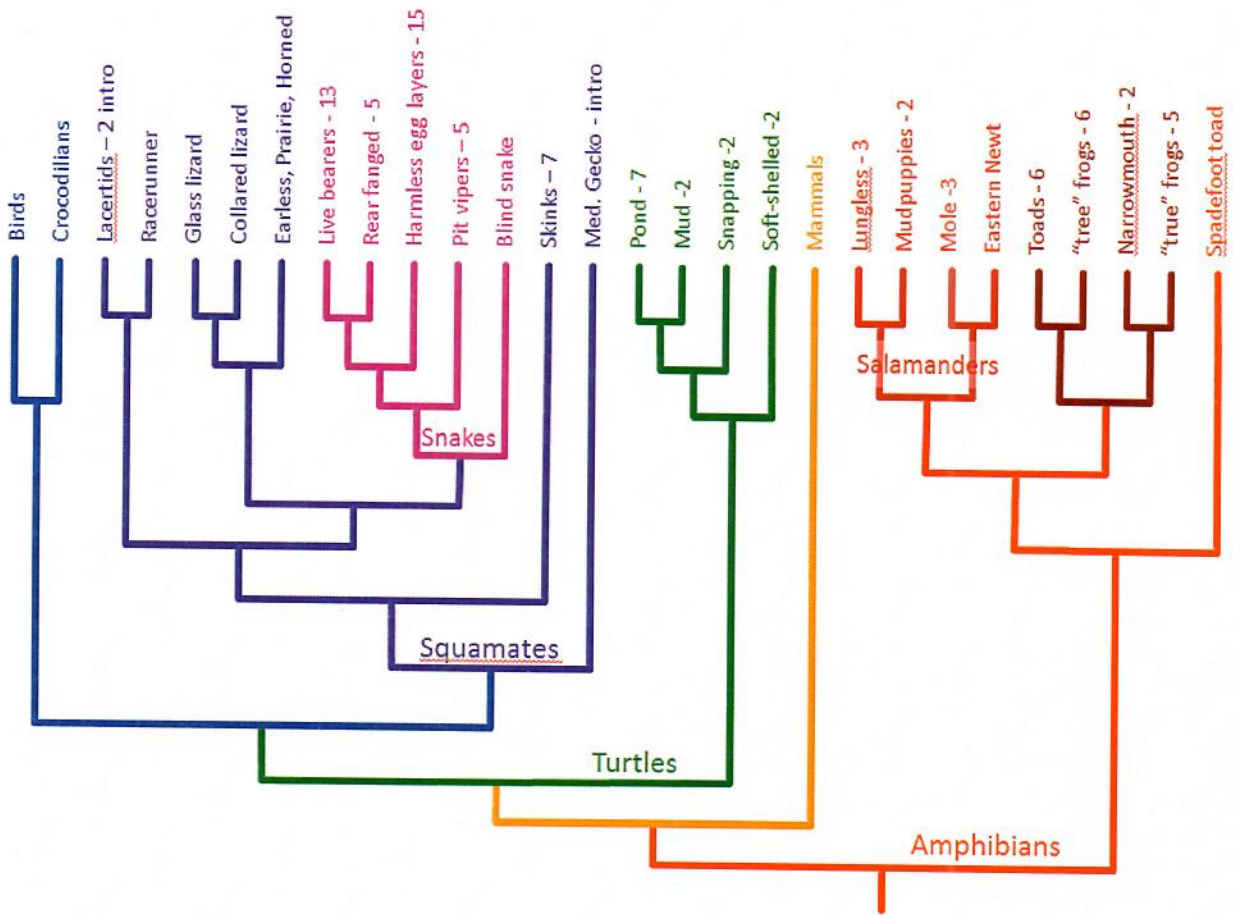 Birds
Crocodilians
Lacertids – 2 intro
Racerunner
Glass lizard
Collared lizard
Earless, Prairie, Horned
Live bearers - 13
Rear fanged - 5
Harmless egg layers - 15
Pit vipers – 5
Blind snake
Skinks – 7
Med. Gecko - intro
Pond - 7
Mud -2
Snapping -2
Soft-shelled -2
Mammals
Lungless - 3
Mudpuppies - 2
Mole -3
Eastern Newt
Toads - 6
“tree” frogs - 6
Narrowmouth - 2
“true” frogs - 5
Spadefoot toad
Salamanders
Snakes
Squamates
Turtles
Amphibians